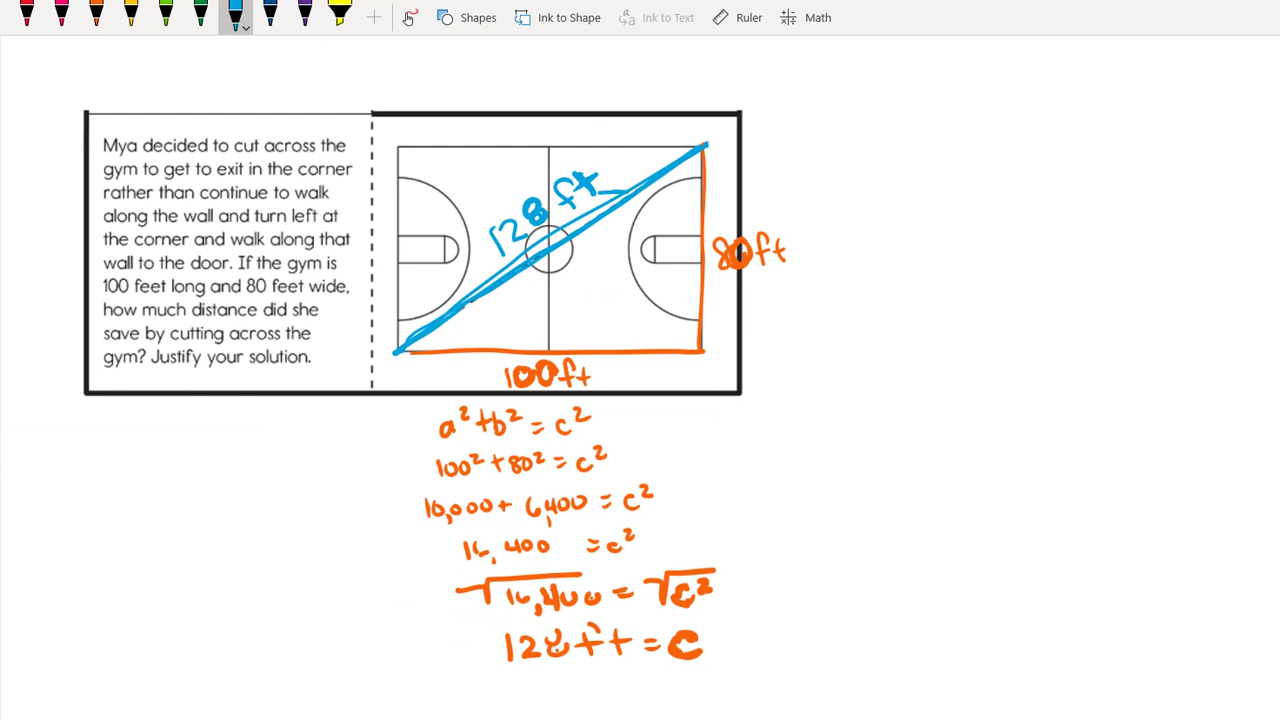 Shapes
Ink to Shape
Ink to Text
Ruler
Math
Mya decided to cut across the
gym to get to exit in the corner
rather than continue to walk
along the wall and turn left at
the corner and walk along that
wall to the door. If the gym is
100 feet long and 80 feet wide,
how much distance did she
save by cutting across the
gym? Justify your solution.
128 ft
80ft
100ft
a²+b²=c²
100²+80²=c²
10,000+6,400=c²
16,400=c²
√16,400=√c²
128ft=c